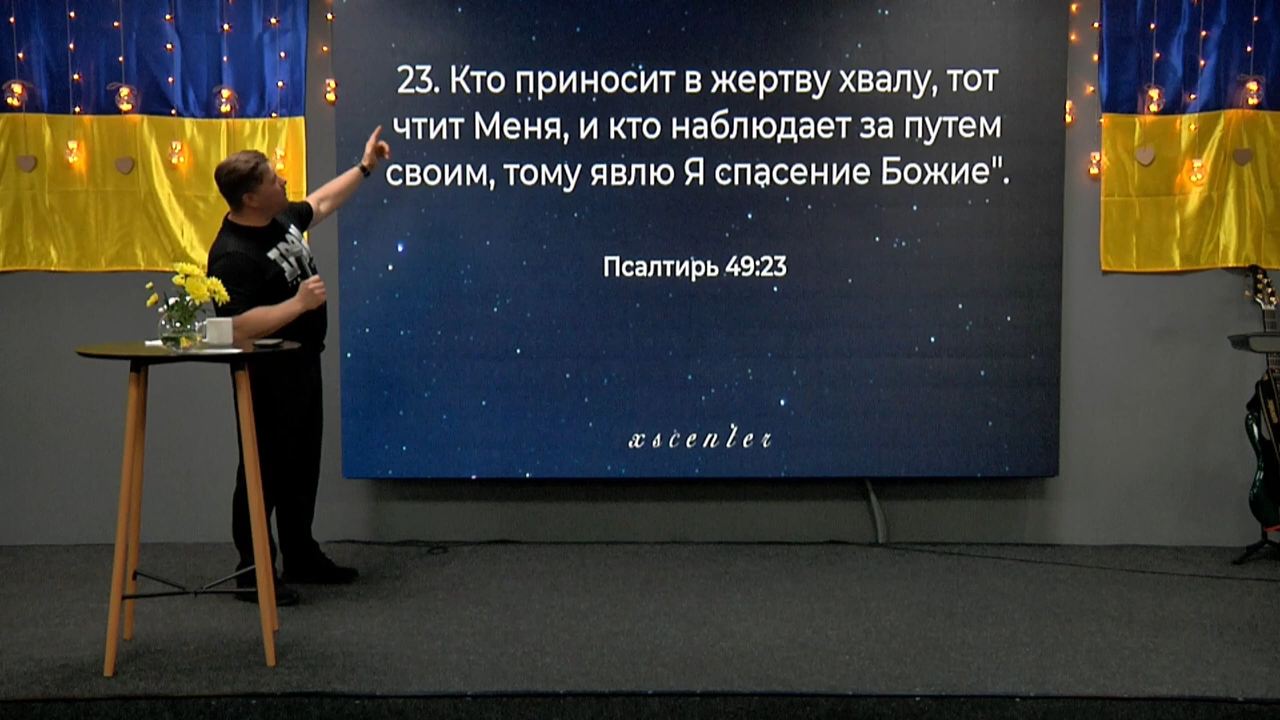 23. Кто приносит в жертву хвалу, тот
чтит Меня, и кто наблюдает за путем
своим, тому явлю Я спасение Божие".
Псалтирь 49:23
xscenter